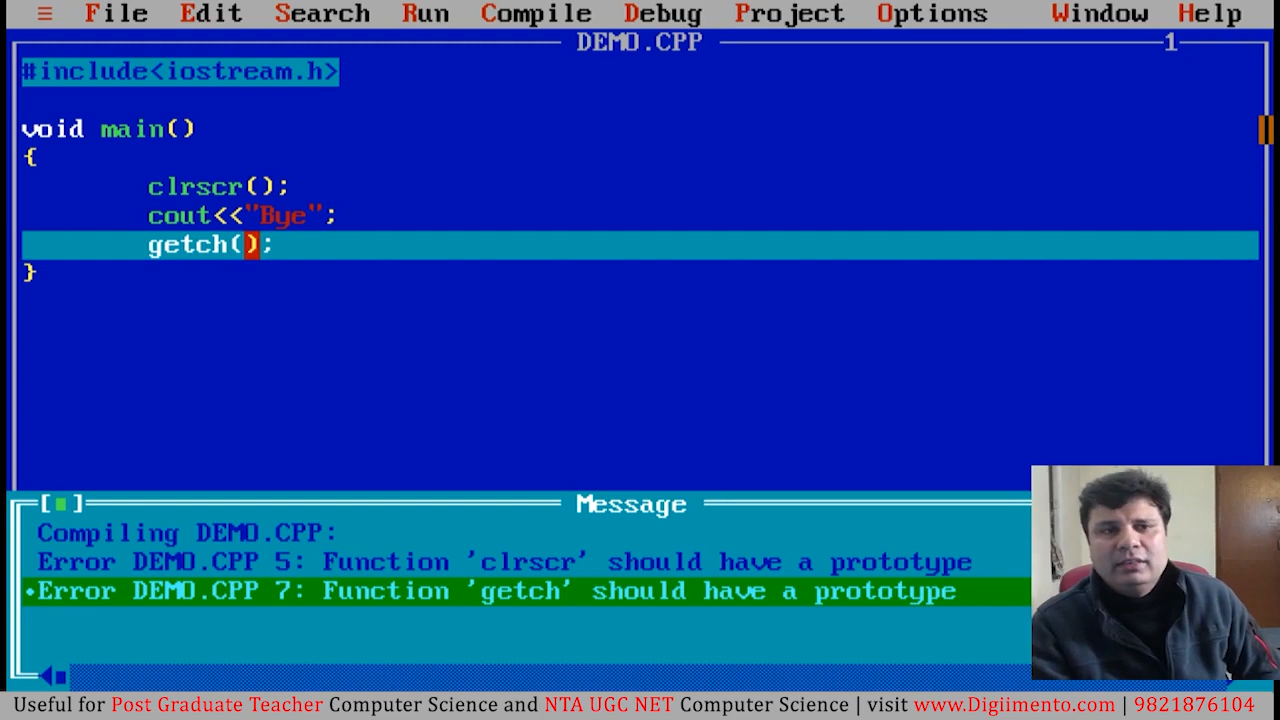 ≡ File Edit Search Run Compile Debug Project Options Window Help
DEMO.CPP 1
#include<iostream.h>
void main()
{
clrscr();
cout<<"Bye";
getch();
}
[■] Message
Compiling DEMO.CPP:
Error DEMO.CPP 5: Function 'clrscr' should have a prototype
•Error DEMO.CPP 7: Function 'getch' should have a prototype
Useful for Post Graduate Teacher Computer Science and NTA UGC NET Computer Science | visit www.Digiimento.com | 9821876104